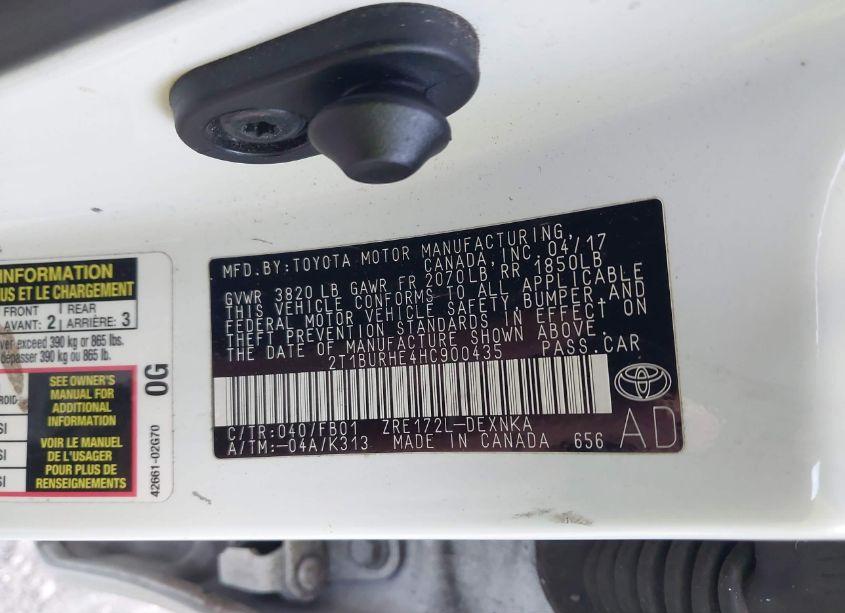 MFD.BY:TOYOTA MOTOR MANUFACTURING,
CANADA,INC. 04/17
GVWR 3820LB GAWR FR 2070LB RR 1850LB
THIS VEHICLE CONFORMS TO ALL APPLICABLE
FEDERAL MOTOR VEHICLE SAFETY,BUMPER,AND
THEFT PREVENTION STANDARDS IN EFFECT ON
THE DATE OF MANUFACTURE SHOWN ABOVE.
2T1BURHE4HC900435 PASS.CAR
C/TR:040/FB01 ZRE172L-DEXNKA
A/TM:-04A/K313 MADE IN CANADA 656
AD
INFORMATION
US ET LE CHARGEMENT
FRONT REAR
AVANT: 2 ARRIÈRE: 3
ver exceed 390 kg or 865 lbs.
dépasser 390 kg ou 865 lb.
SEE OWNER'S
MANUAL FOR
ADDITIONAL
INFORMATION
VOIR LE MANUEL
DE L'USAGER
POUR PLUS DE
RENSEIGNEMENTS
SI
SI
SI
0G
42661-02G70